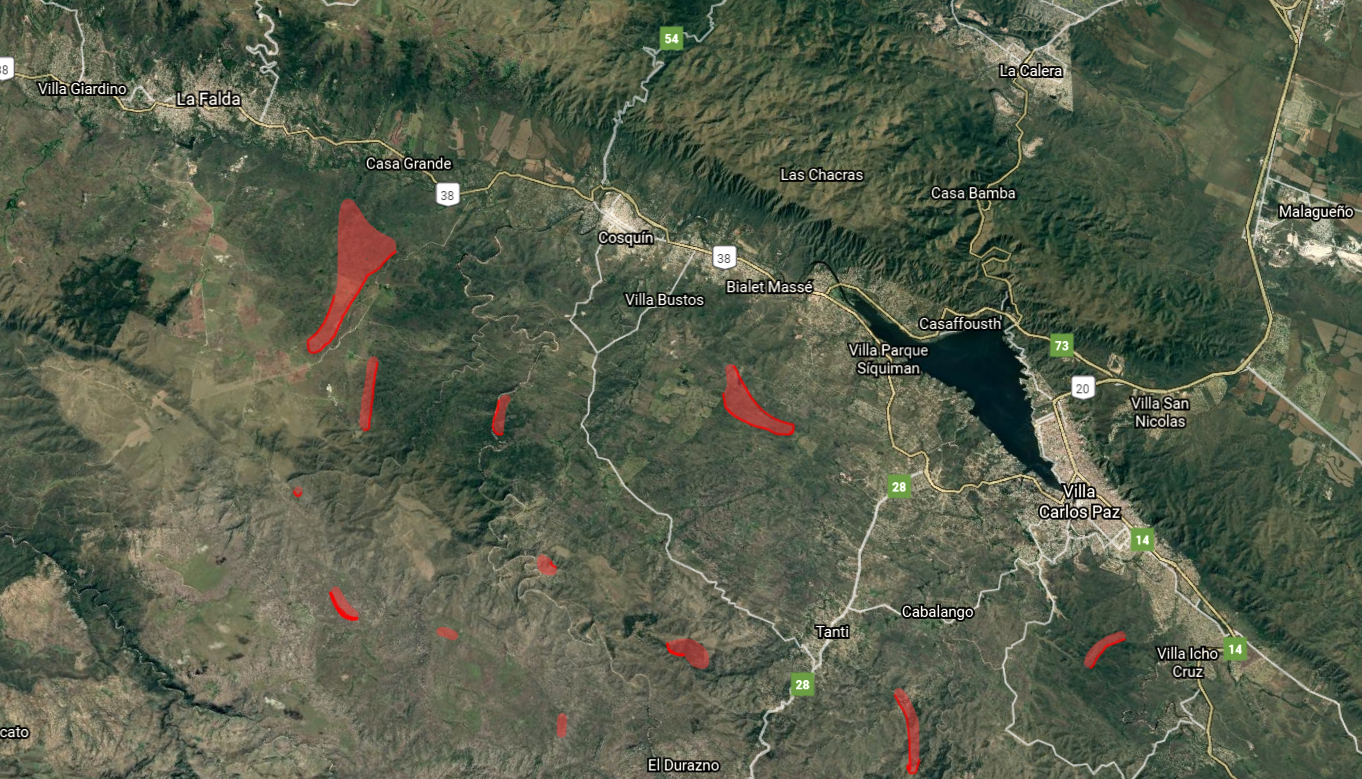 54
38
La Calera
Villa Giardino
La Falda
Casa Grande
Las Chacras
38
Casa Bamba
Malagueño
Cosquín
38
Bialet Massé
Villa Bustos
Casaffousth
73
Villa Parque
Síquiman
20
Villa San
Nicolas
28
Villa
Carlos Paz
14
Cabalango
Tanti
14
Villa Icho
Cruz
28
cato
El Durazno